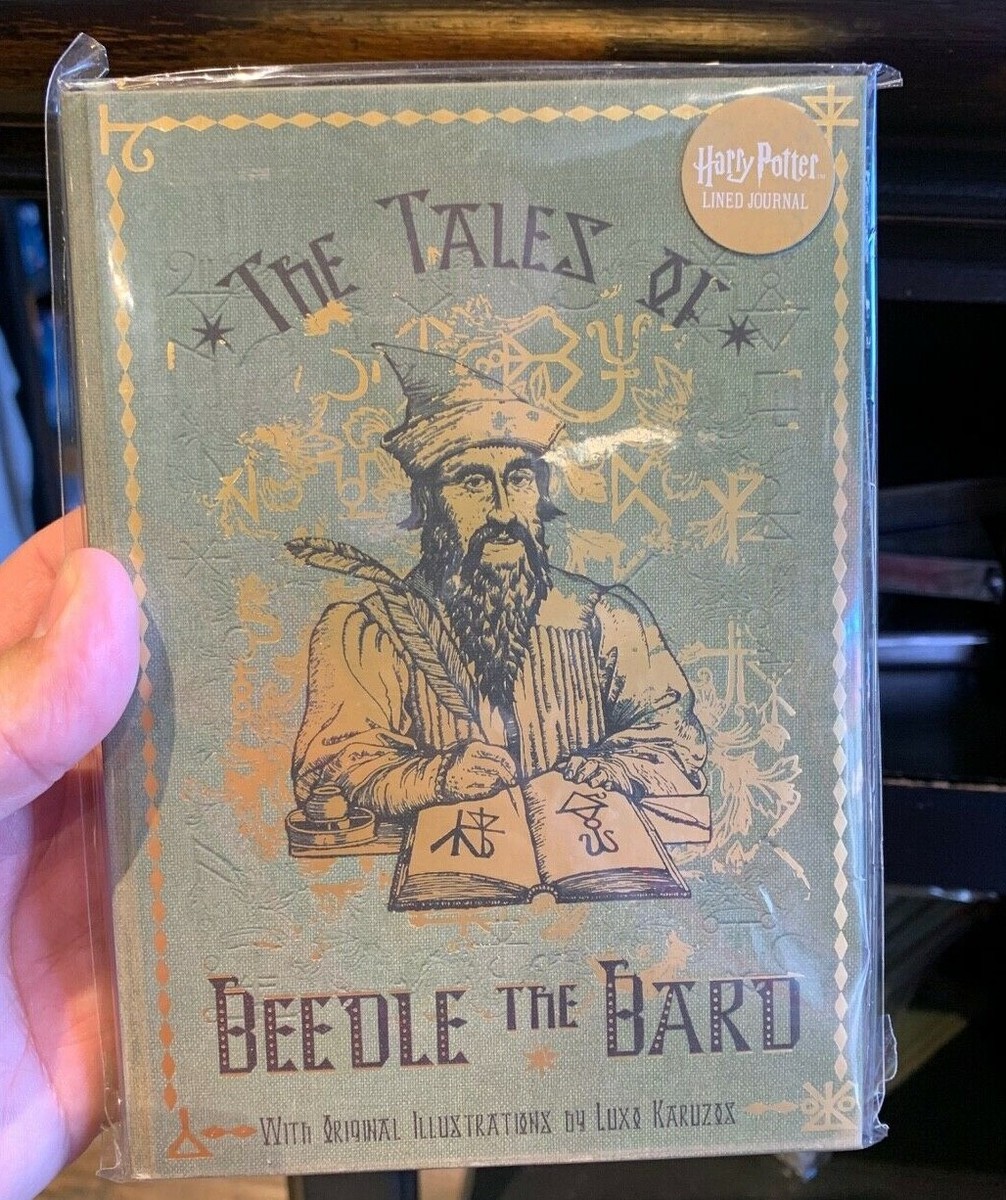 Harry Potter
LINED JOURNAL
THE TALES OF
BEEDLE THE BARD
WITH ORIGINAL ILLUSTRATIONS BY LUXO KARUZOS